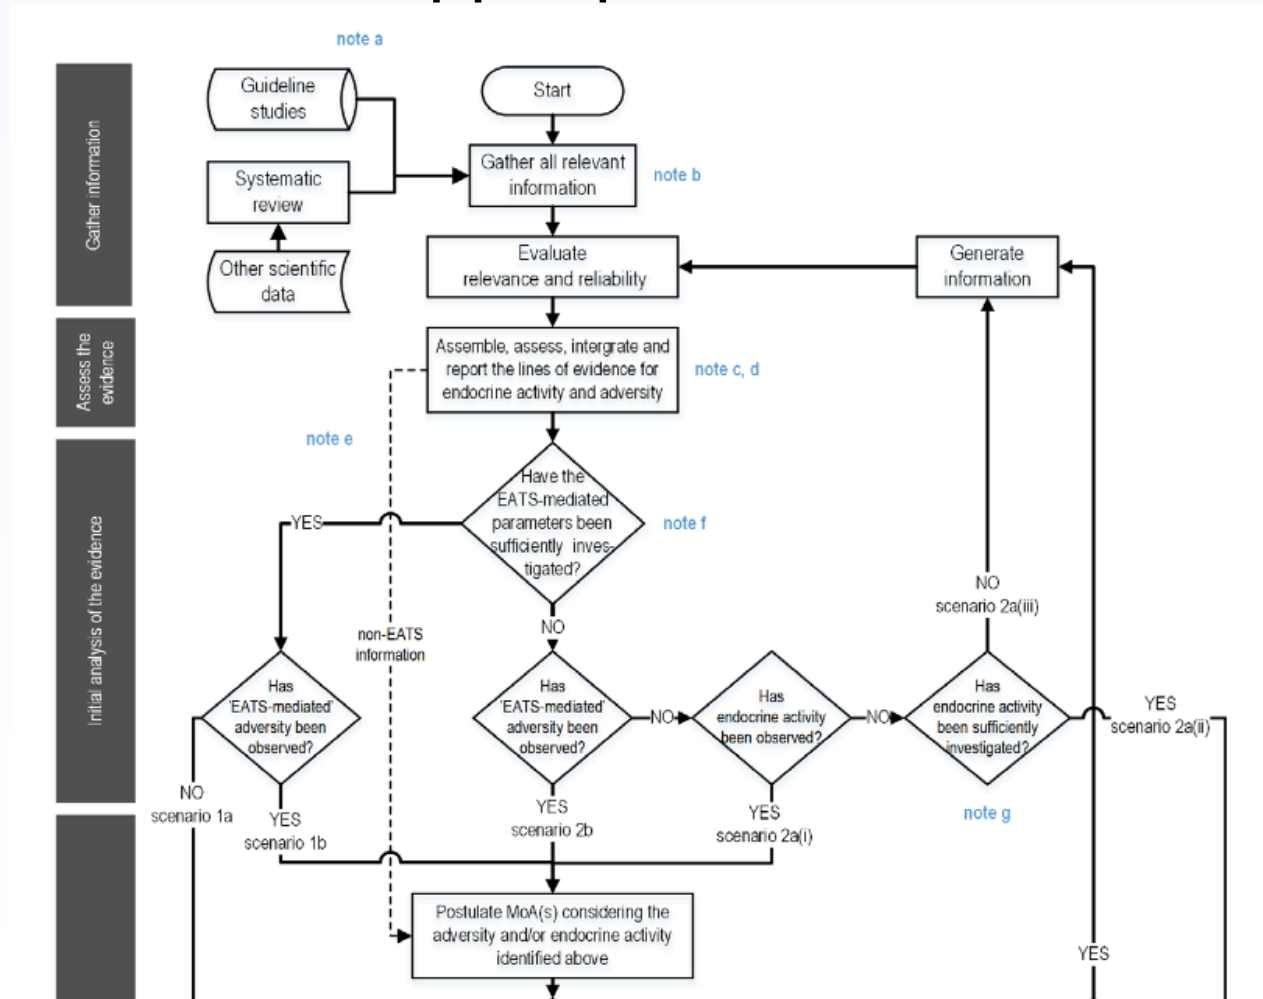 note a
Gather information
Guideline
studies
Start
Systematic
review
Gather all relevant
information
note b
Other scientific
data
Evaluate
relevance and reliability
Generate
information
Assess the
evidence
Assemble, assess, intergrate and
report the lines of evidence for
endocrine activity and adversity
note c, d
note e
Initial analysis of the evidence
Have the
EATS-mediated
parameters been
sufficiently inves-
tigated?
note f
YES
NO
non-EATS
information
NO
scenario 2a(iii)
Has
'EATS-mediated'
adversity been
observed?
Has
'EATS-mediated'
adversity been
observed?
NO
Has
endocrine activity
been observed?
NO
Has
endocrine activity
been sufficiently
investigated?
YES
scenario 2a(ii)
NO
scenario 1a
YES
scenario 1b
YES
scenario 2b
YES
scenario 2a(i)
note g
Postulate MoA(s) considering the
adversity and/or endocrine activity
identified above
YES